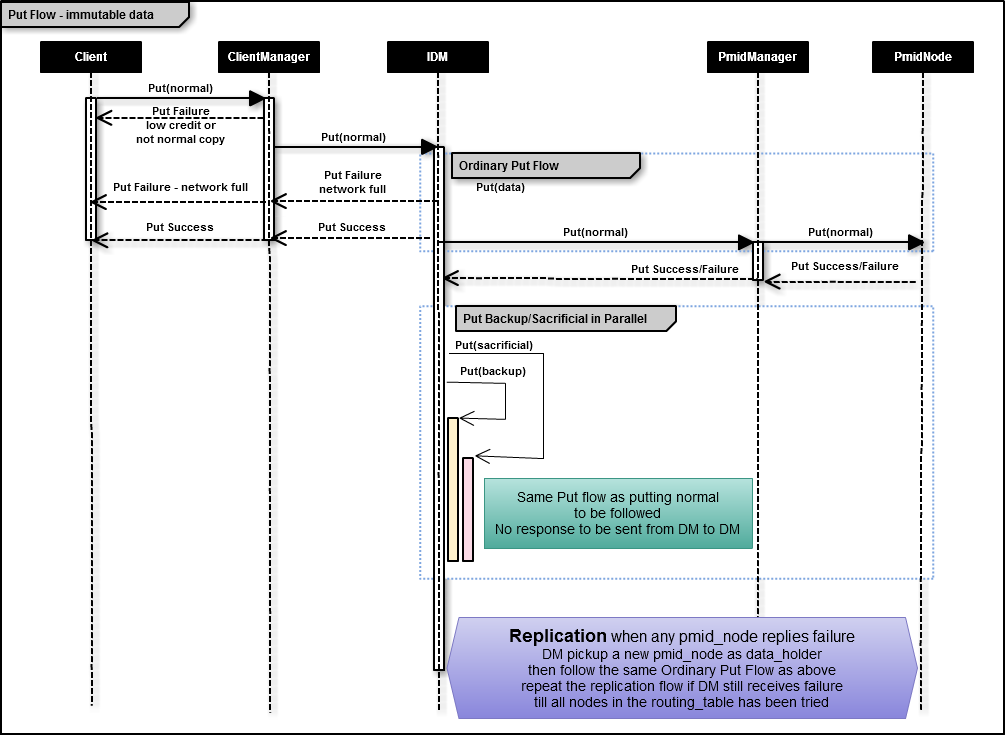 Put Flow - immutable data
Client
ClientManager
IDM
PmidManager
PmidNode
Put(normal)
Put Failure
low credit or
not normal copy
Put(normal)
Ordinary Put Flow
Put(data)
Put Failure - network full
Put Failure
network full
Put Success
Put Success
Put(normal)
Put(normal)
Put Success/Failure
Put Success/Failure
Put Backup/Sacrificial in Parallel
Put(sacrificial)
Put(backup)
Same Put flow as putting normal
to be followed
No response to be sent from DM to DM
Replication when any pmid_node replies failure
DM pickup a new pmid_node as data_holder
then follow the same Ordinary Put Flow as above
repeat the replication flow if DM still receives failure
till all nodes in the routing_table has been tried